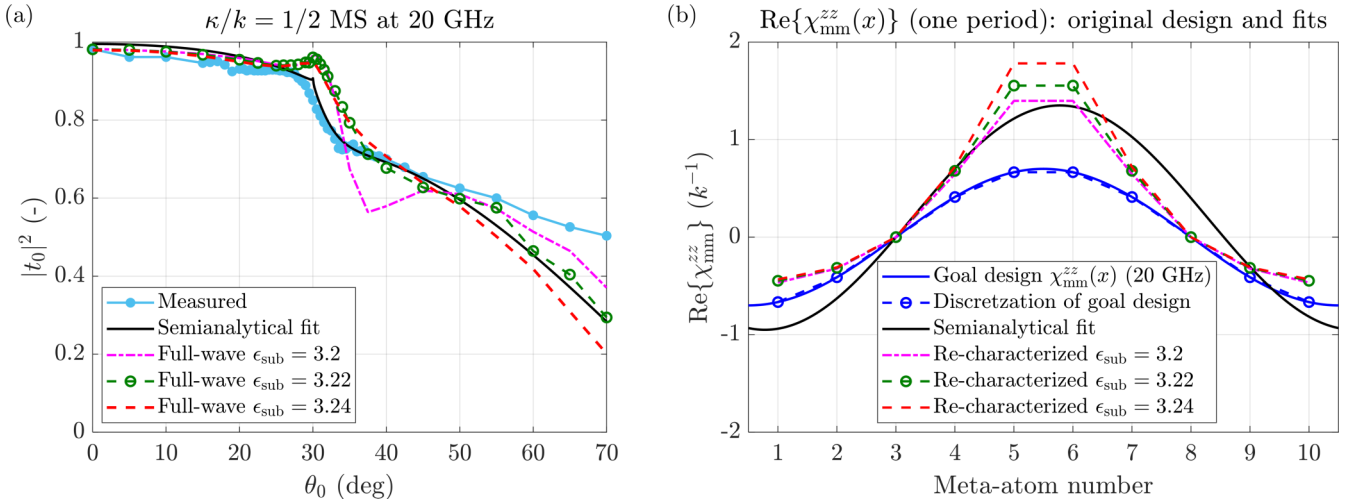 (a)
κ/k = 1/2 MS at 20 GHz
1
0.8
0.6
0.4
0.2
0
|t₀|² (-)
Measured
Semianalytical fit
Full-wave ϵsub = 3.2
Full-wave ϵsub = 3.22
Full-wave ϵsub = 3.24
0 10 20 30 40 50 60 70
θ₀ (deg)
(b)
Re{χ^zz_mm(x)} (one period): original design and fits
2
1
0
-1
-2
Re{χ^zz_mm} (k⁻¹)
Goal design χ^zz_mm(x) (20 GHz)
Discretzation of goal design
Semianalytical fit
Re-characterized ϵsub = 3.2
Re-characterized ϵsub = 3.22
Re-characterized ϵsub = 3.24
1 2 3 4 5 6 7 8 9 10
Meta-atom number